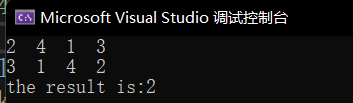 Microsoft Visual Studio 调试控制台
2 4 1 3
3 1 4 2
the result is:2